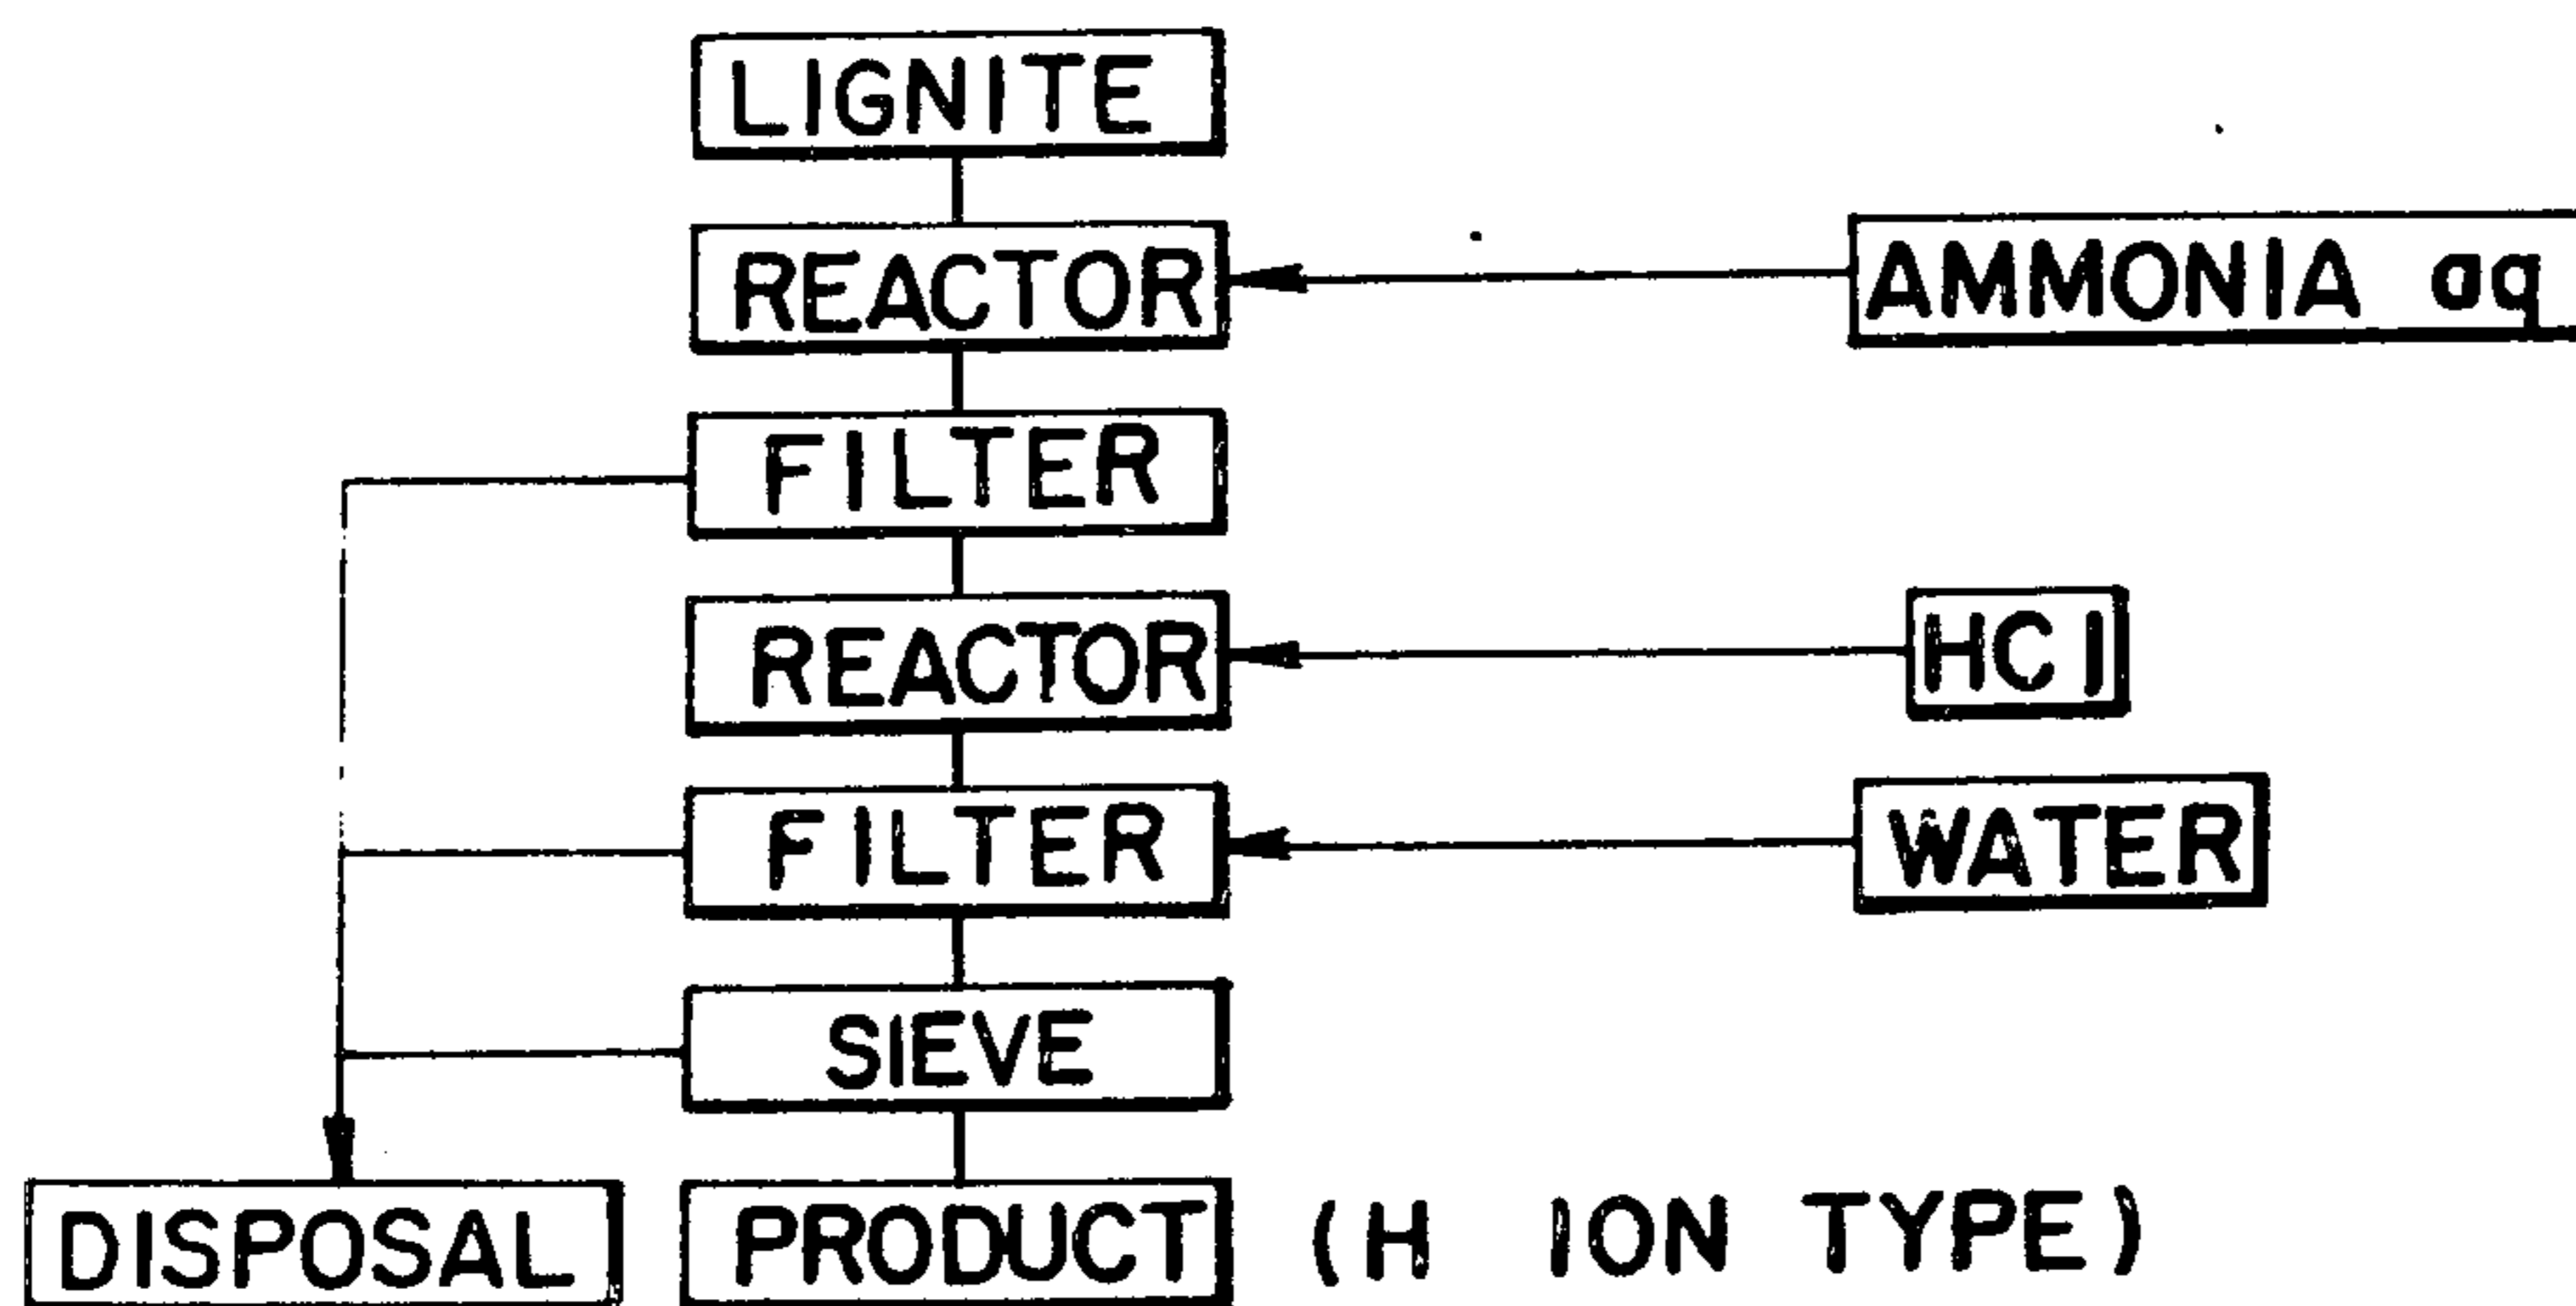 LIGNITE
REACTOR
AMMONIA aq
FILTER
REACTOR
HCl
FILTER
WATER
SIEVE
DISPOSAL
PRODUCT (H ION TYPE)